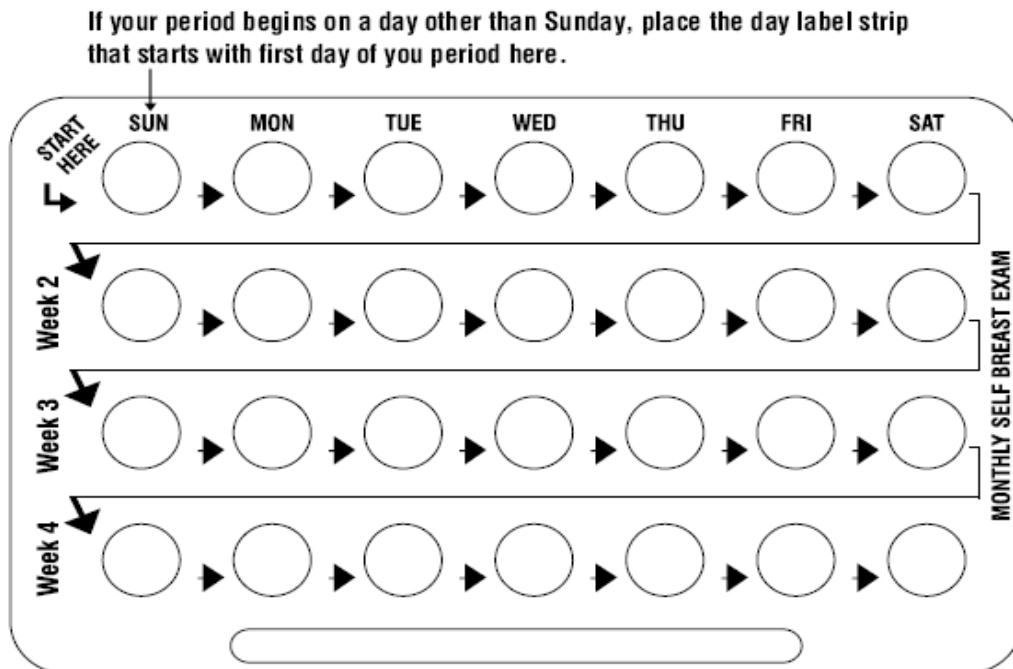 If your period begins on a day other than Sunday, place the day label strip
that starts with first day of you period here.
START
HERE
SUN MON TUE WED THU FRI SAT
Week 2
Week 3
Week 4
MONTHLY SELF BREAST EXAM